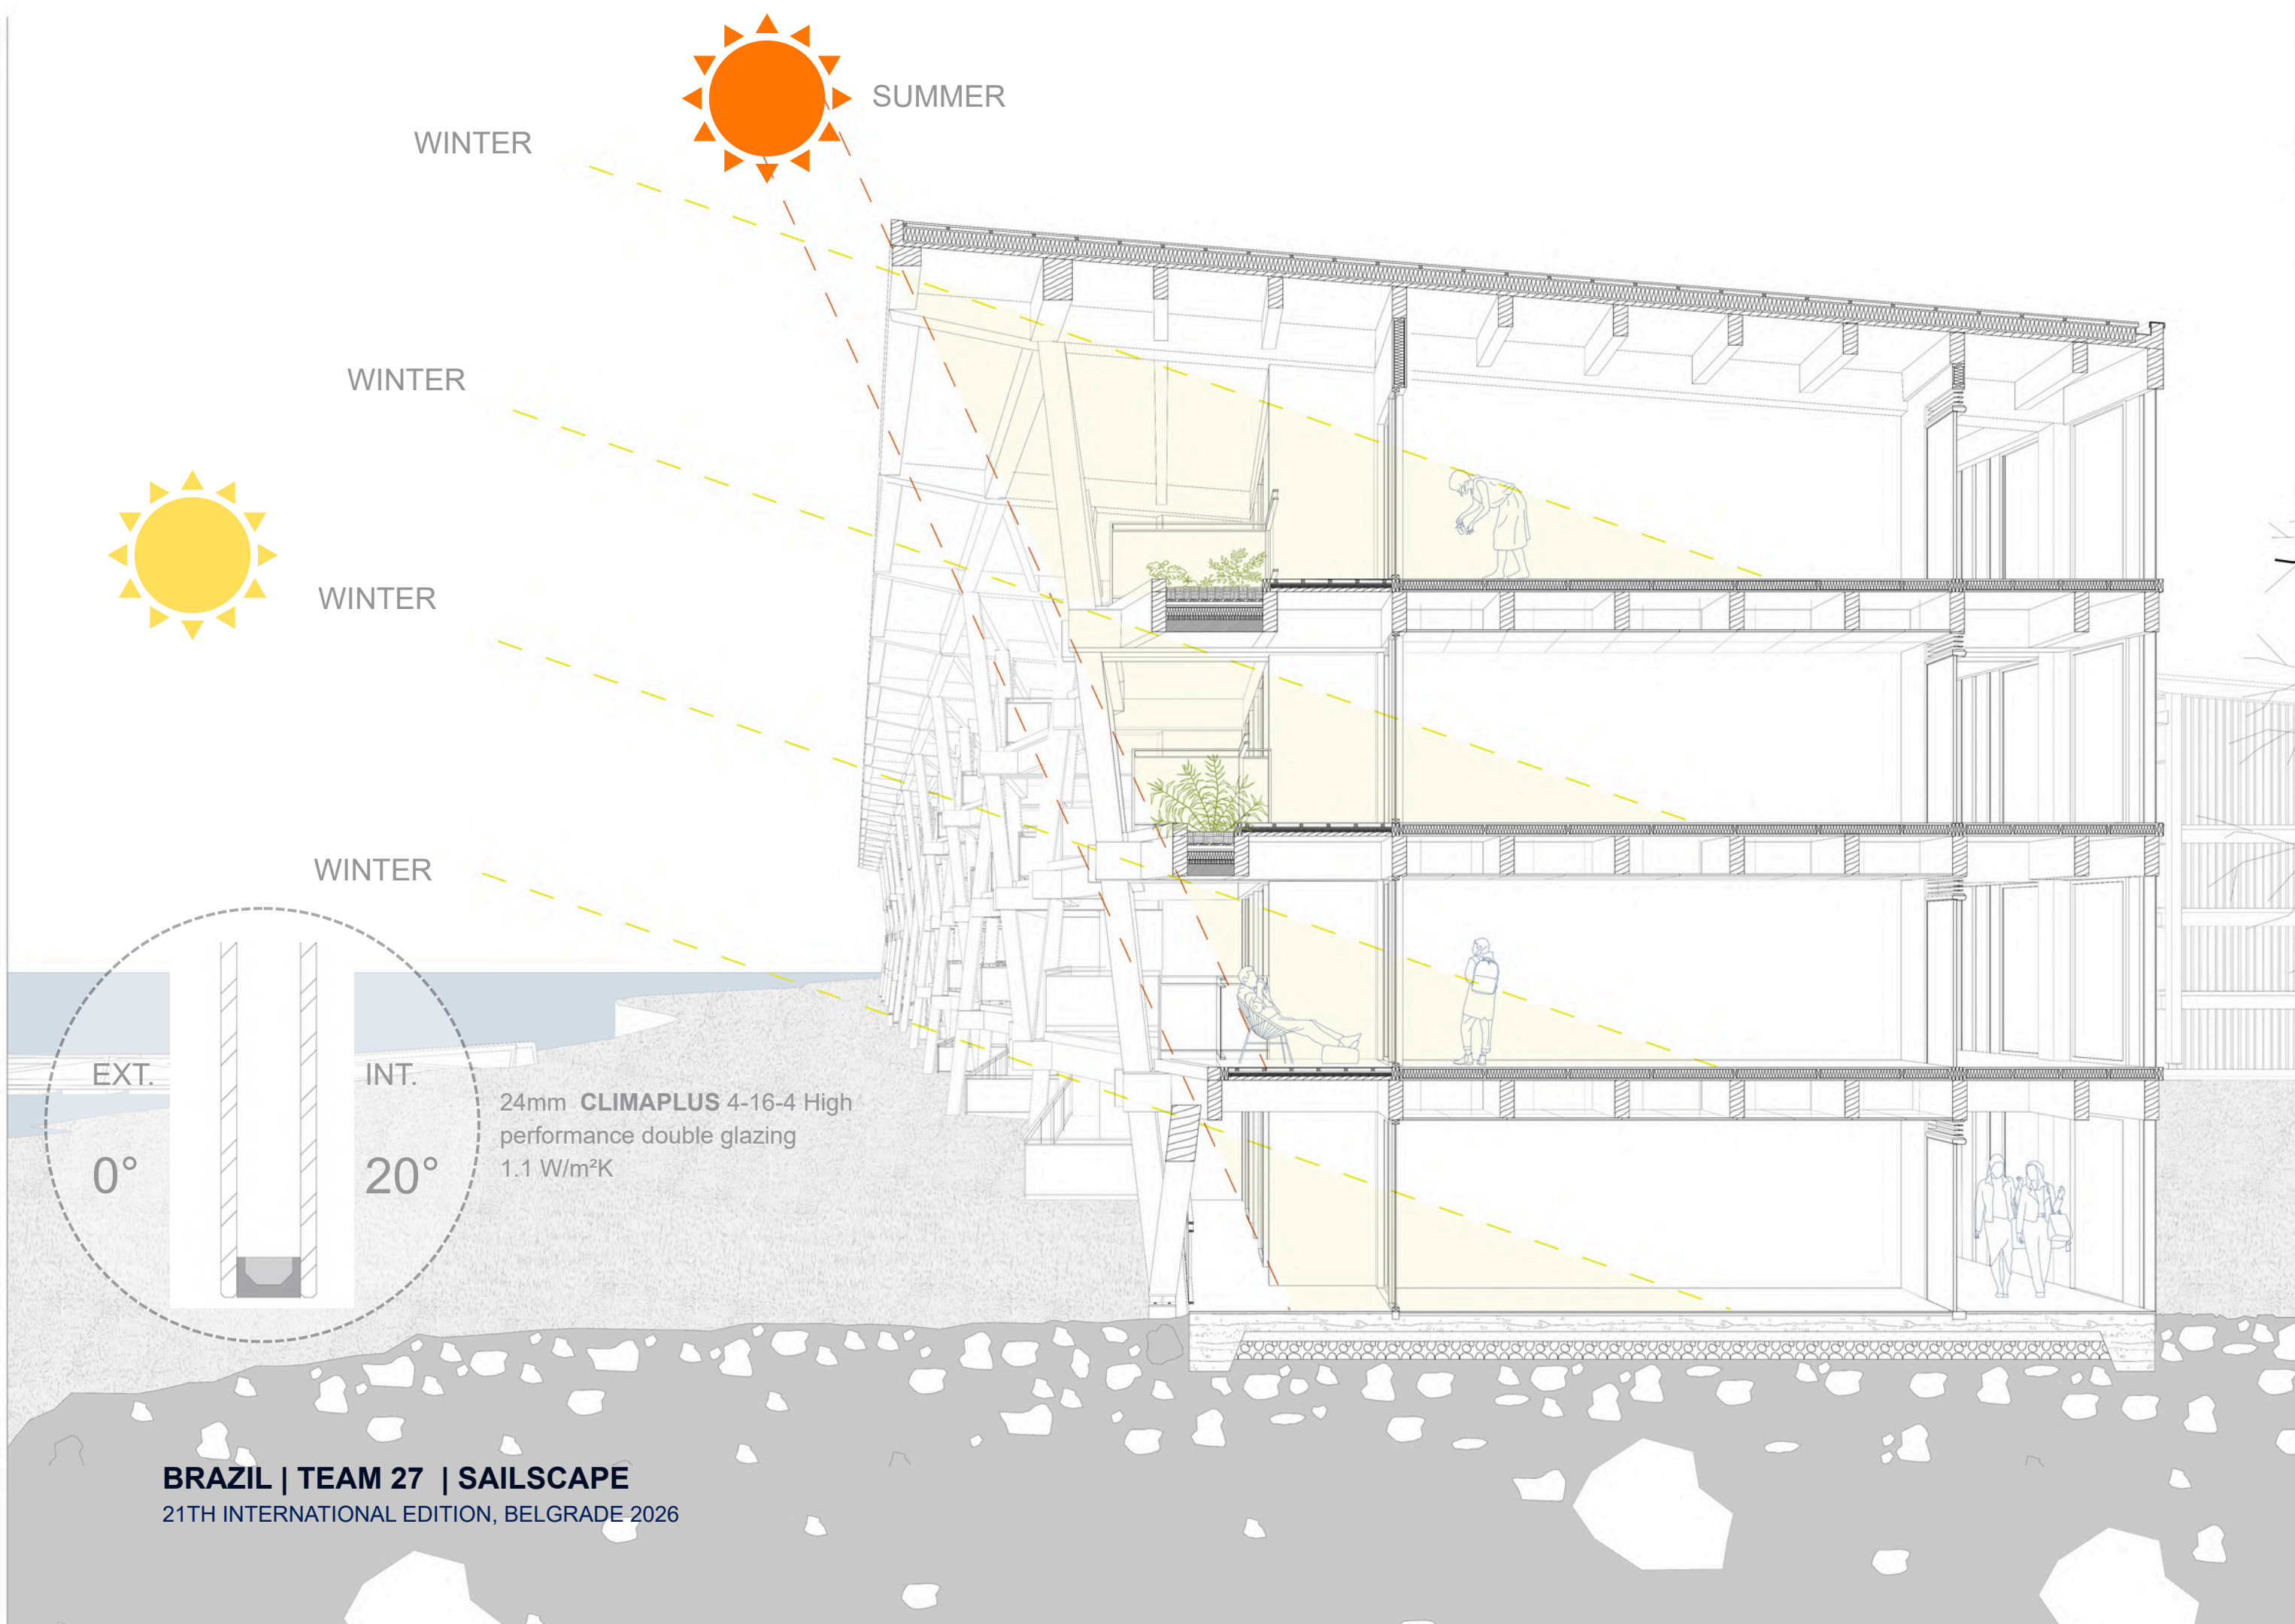 SUMMER
WINTER
WINTER
WINTER
WINTER
EXT.
INT.
0°
20°
24mm CLIMAPLUS 4-16-4 High
performance double glazing
1.1 W/m²K
BRAZIL | TEAM 27 | SAILSCAPE
21TH INTERNATIONAL EDITION, BELGRADE 2026